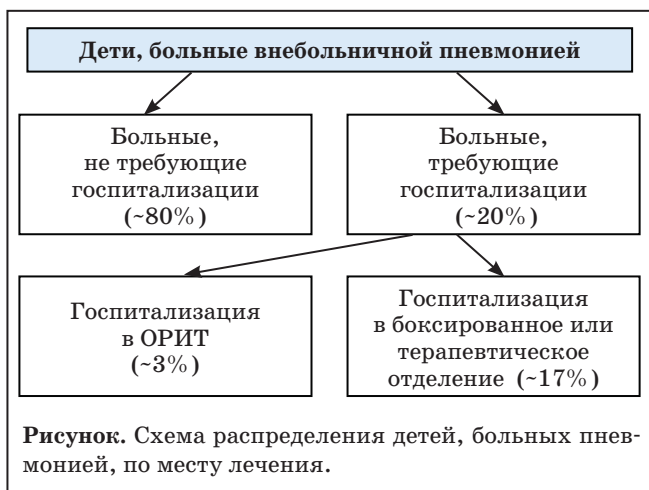 Дети, больные внебольничной пневмонией
Больные,
не требующие
госпитализации
(~80%)
Больные,
требующие
госпитализации
(~20%)
Госпитализация
в ОРИТ
(~3%)
Госпитализация
в боксированное или
терапевтическое
отделение (~17%)
Рисунок. Схема распределения детей, больных пнев-
монией, по месту лечения.